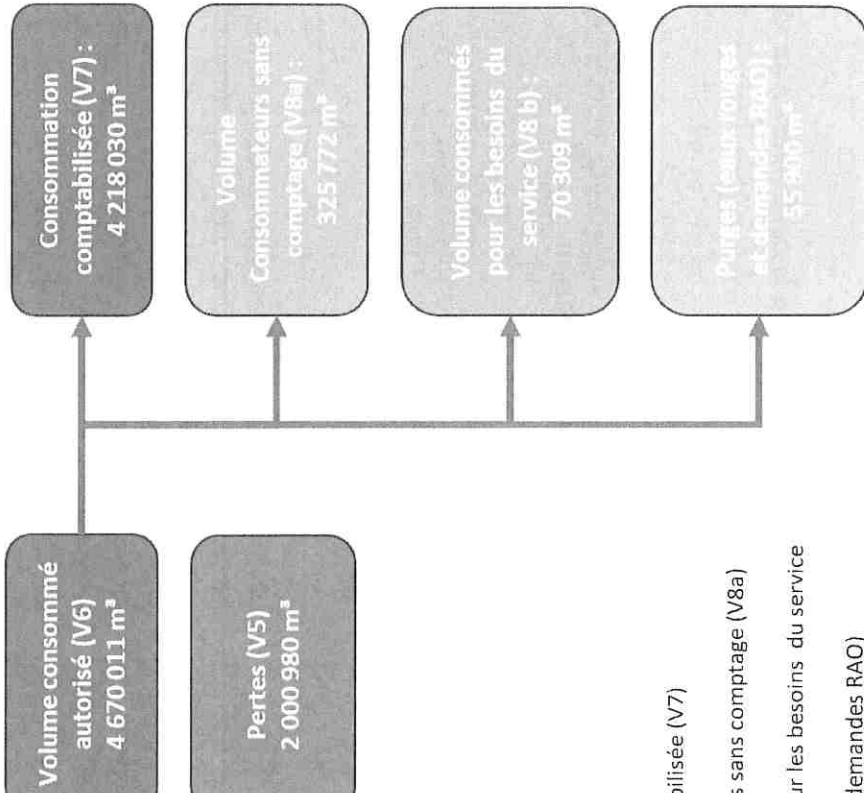 Volume consommé
autorisé (V6)
4 670 011 m³
Pertes (V5)
2 000 980 m³
Consommation
comptabilisée (V7) :
4 218 030 m³
Volume
Consommateurs sans
comptage (V8a) :
325 772 m³
Volume consommés
pour les besoins du
service (V8 b) :
70 309 m³
Purges (eaux rouges
et demandes RAO) :
55 900 m³
bilisée (V7)
s sans comptage (V8a)
ur les besoins du service
demandes RAO)